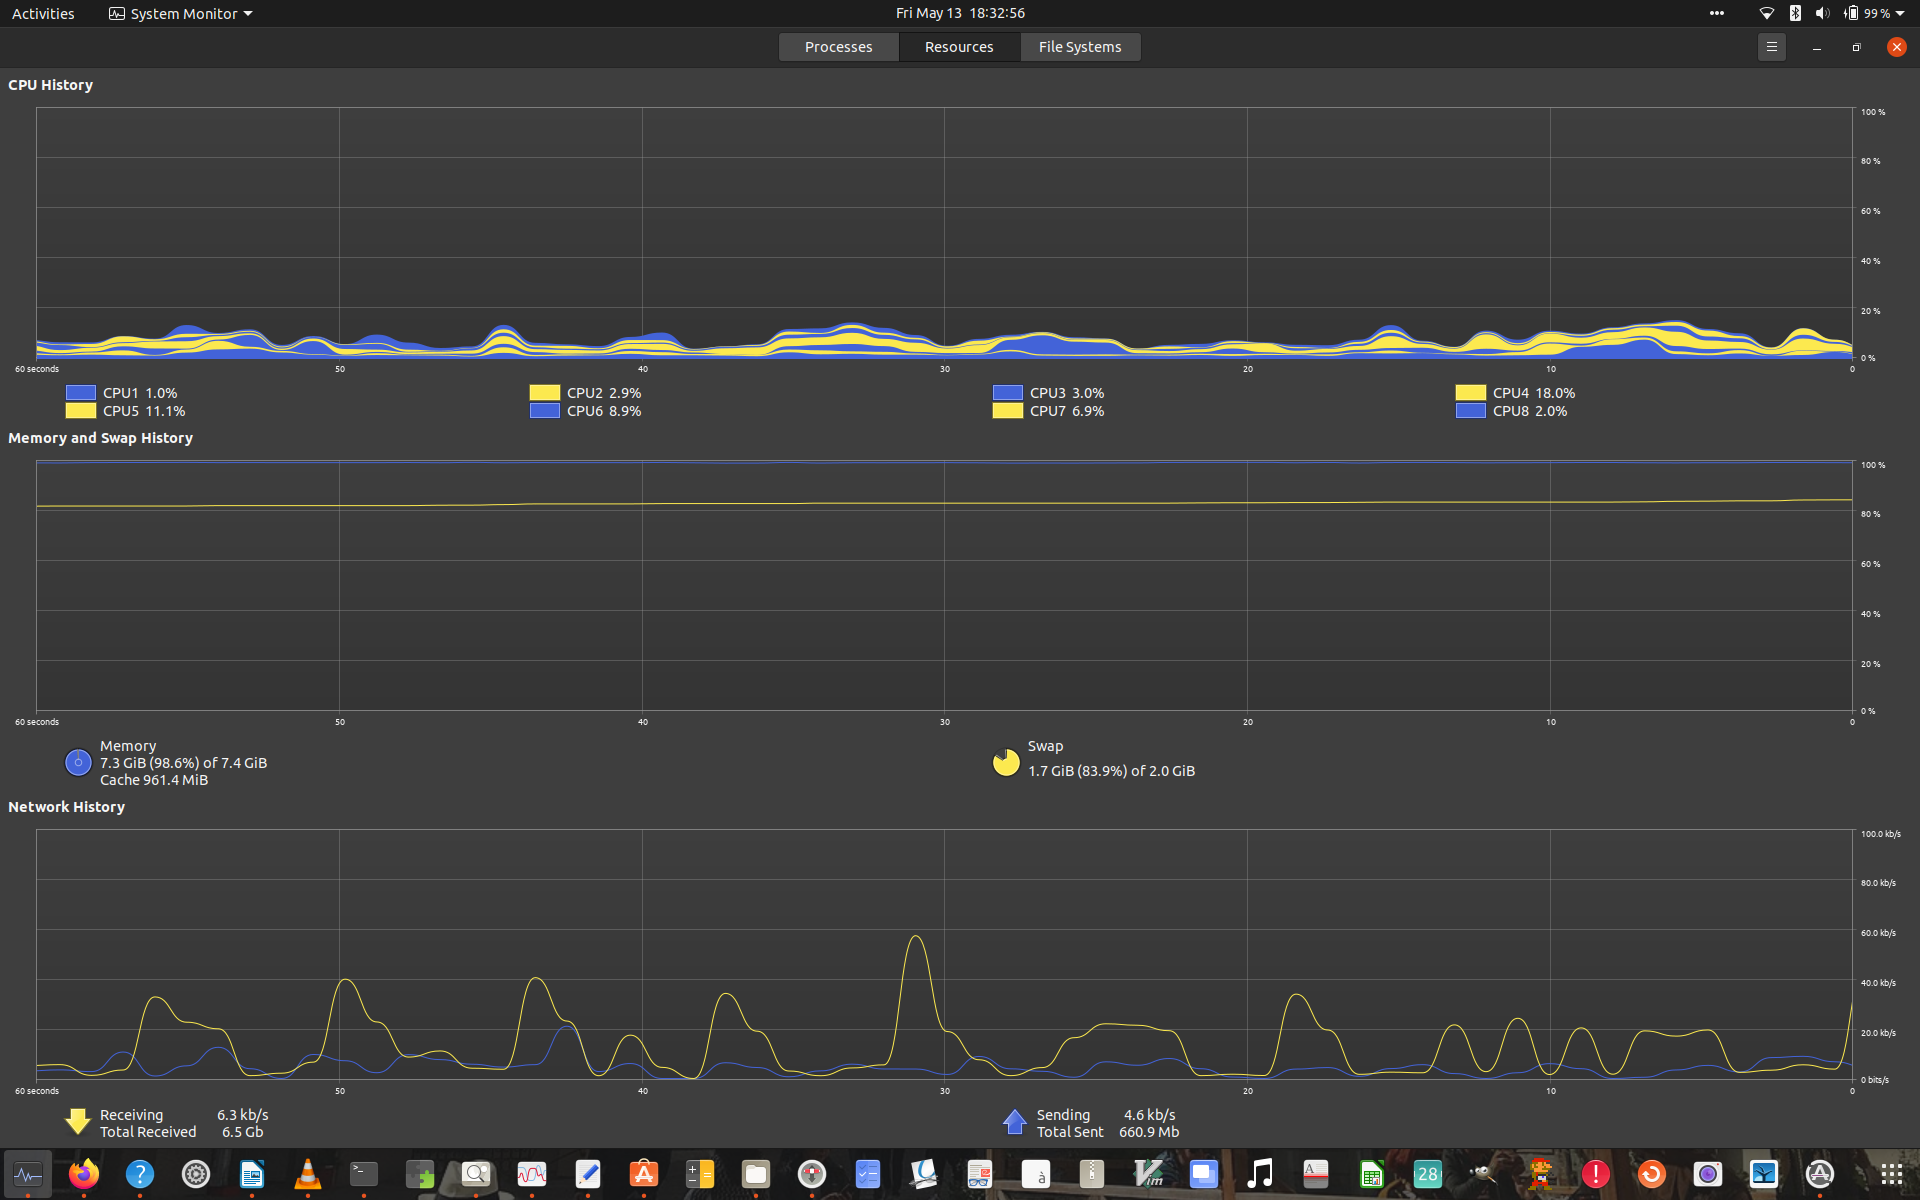 Activities System Monitor Fri May 13 18:32:56 99 %
Processes Resources File Systems
CPU History
100 %
80 %
60 %
40 %
20 %
0 %
60 seconds 50 40 30 20 10 0
CPU1 1.0% CPU2 2.9% CPU3 3.0% CPU4 18.0%
CPU5 11.1% CPU6 8.9% CPU7 6.9% CPU8 2.0%
Memory and Swap History
100 %
80 %
60 %
40 %
20 %
0 %
60 seconds 50 40 30 20 10 0
Memory
7.3 GiB (98.6%) of 7.4 GiB
Cache 961.4 MiB
Swap
1.7 GiB (83.9%) of 2.0 GiB
Network History
100.0 kb/s
80.0 kb/s
60.0 kb/s
40.0 kb/s
20.0 kb/s
0 bits/s
60 seconds 50 40 30 20 10 0
Receiving 6.3 kb/s
Total Received 6.5 Gb
Sending 4.6 kb/s
Total Sent 660.9 Mb
? >_ à Vim A 28 !